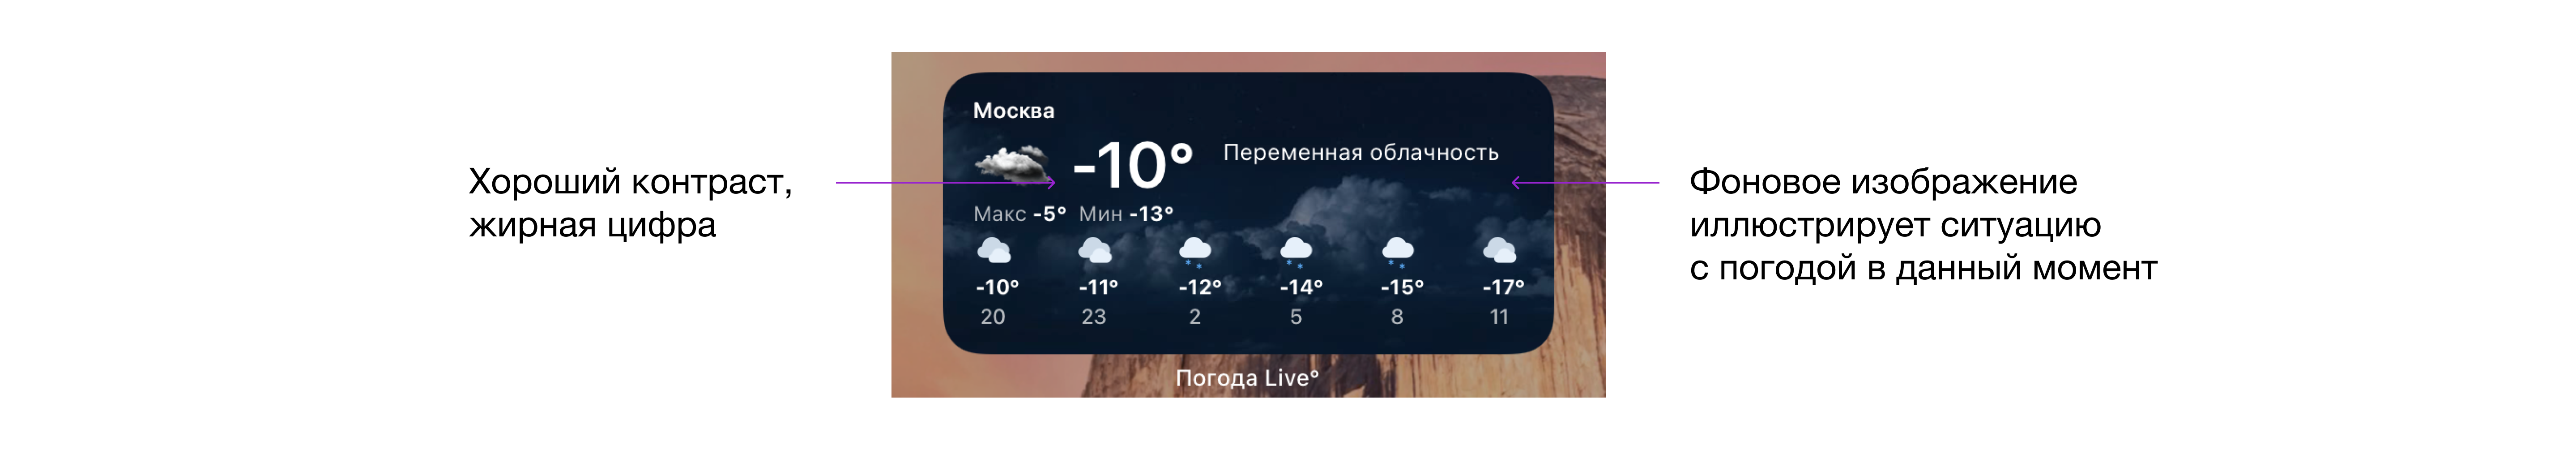 Хороший контраст,
жирная цифра
Москва
-10° Переменная облачность
Макс -5° Мин -13°
-10° -11° -12° -14° -15° -17°
20 23 2 5 8 11
Погода Live°
Фоновое изображение
иллюстрирует ситуацию
с погодой в данный момент